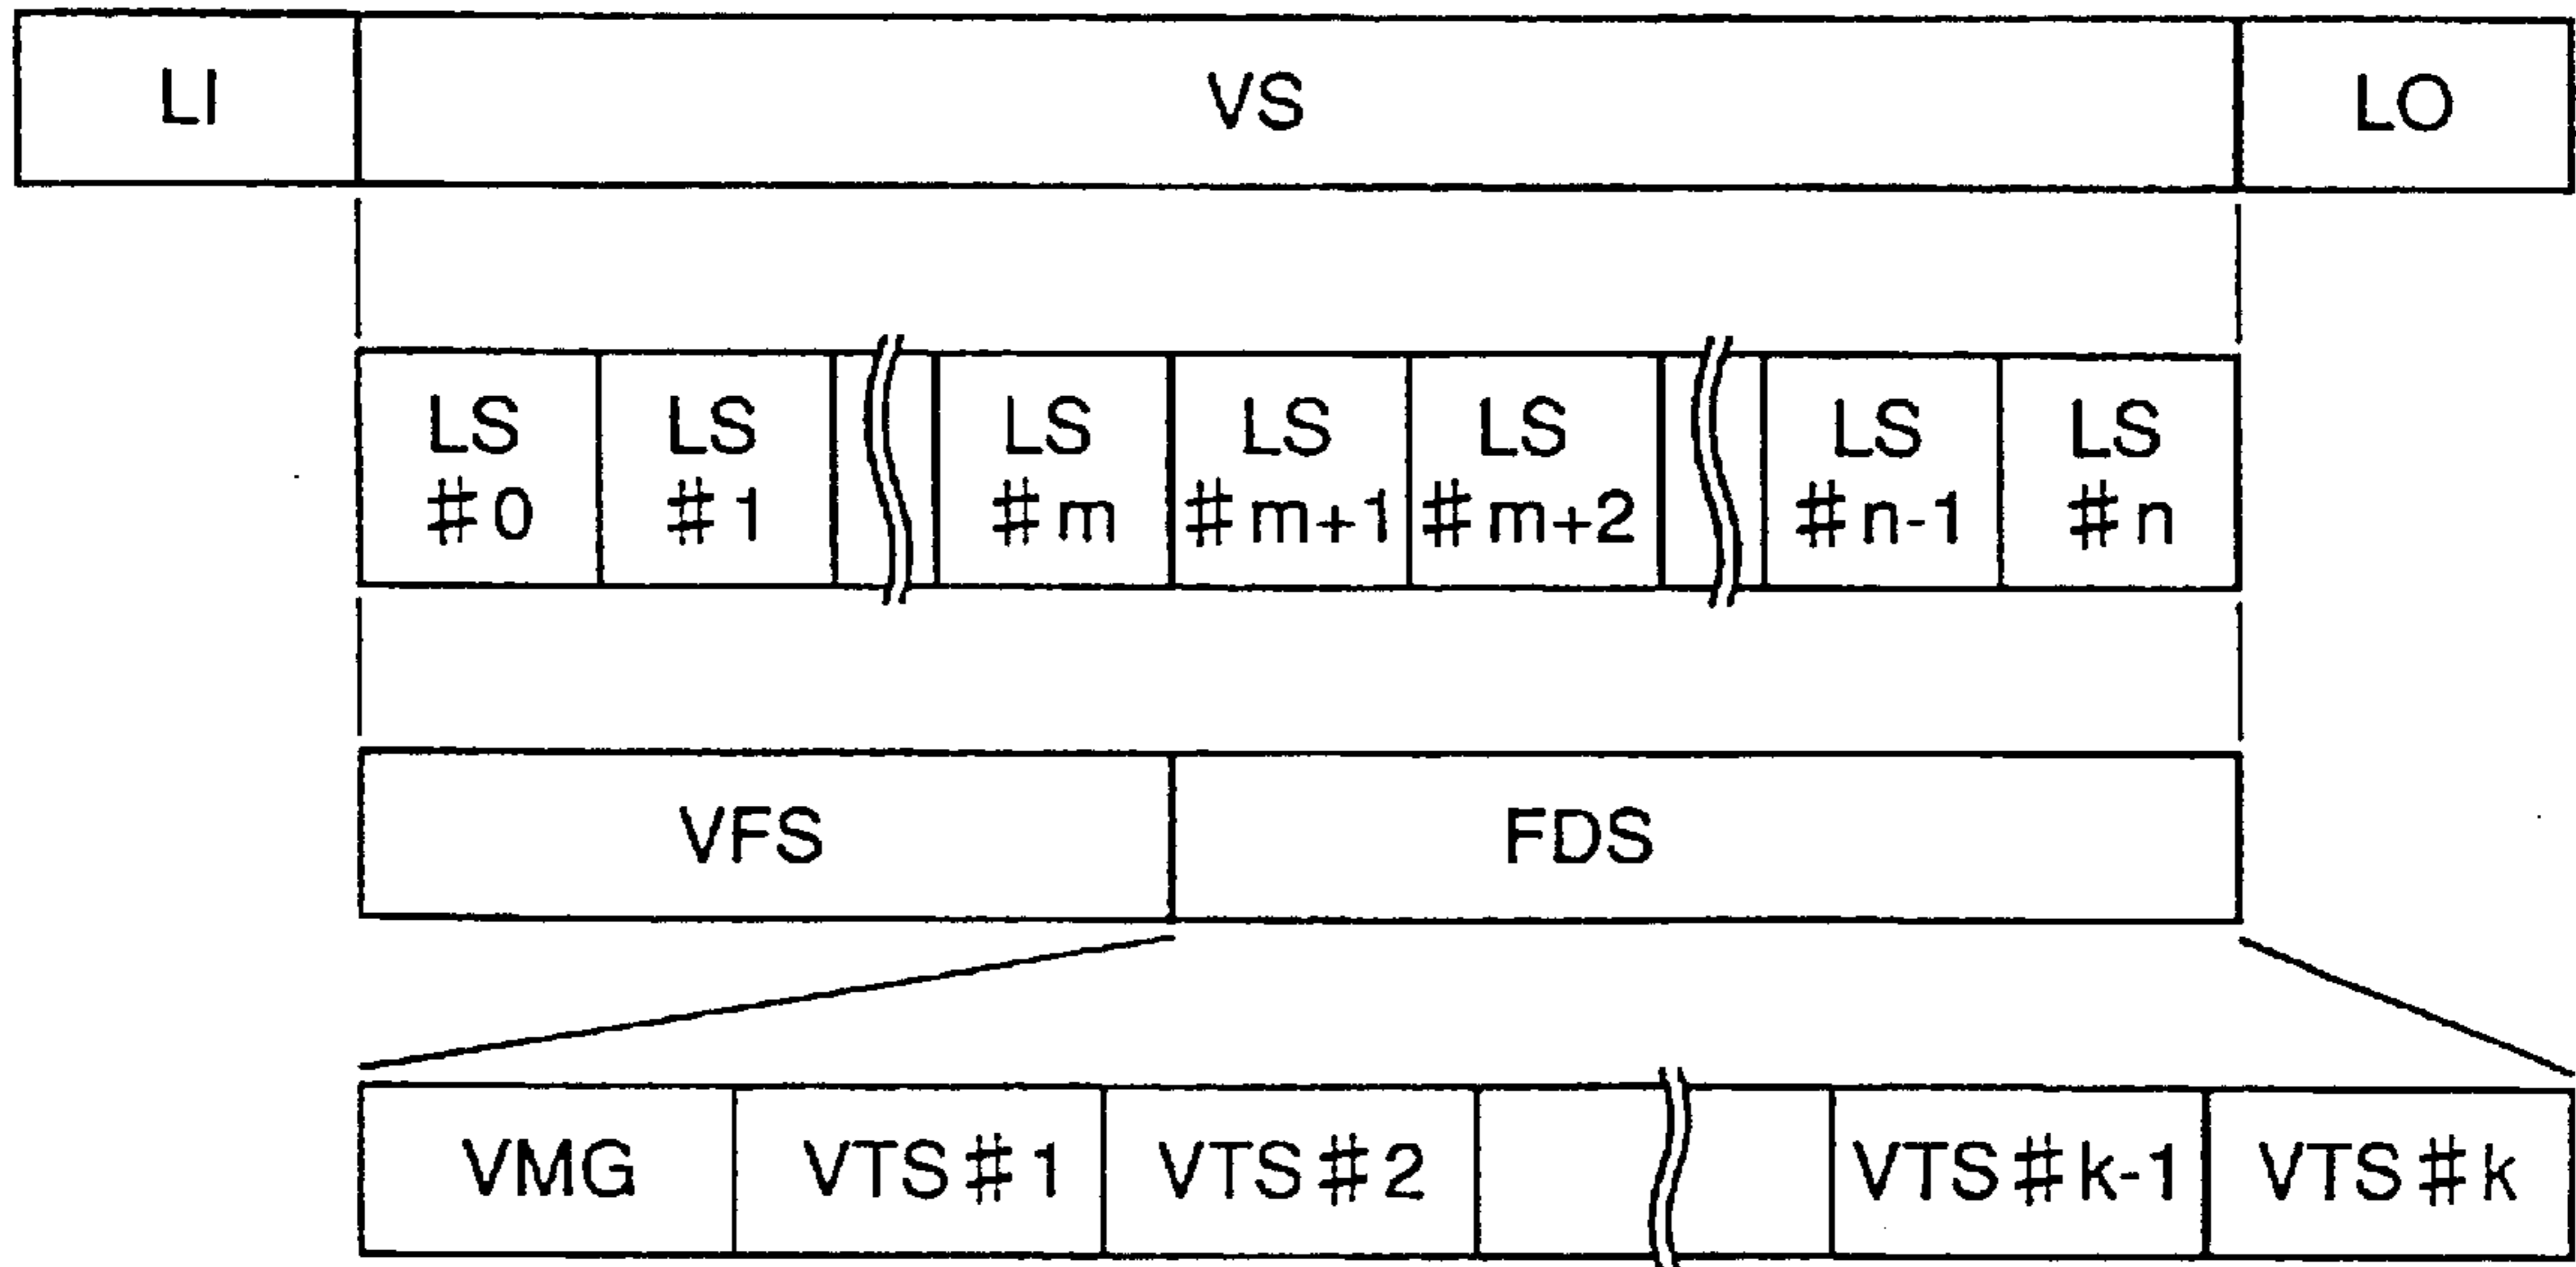 LI VS LO
LS LS LS LS LS LS LS
#0 #1 #m #m+1 #m+2 #n-1 #n
VFS FDS
VMG VTS#1 VTS#2 VTS#k-1 VTS#k